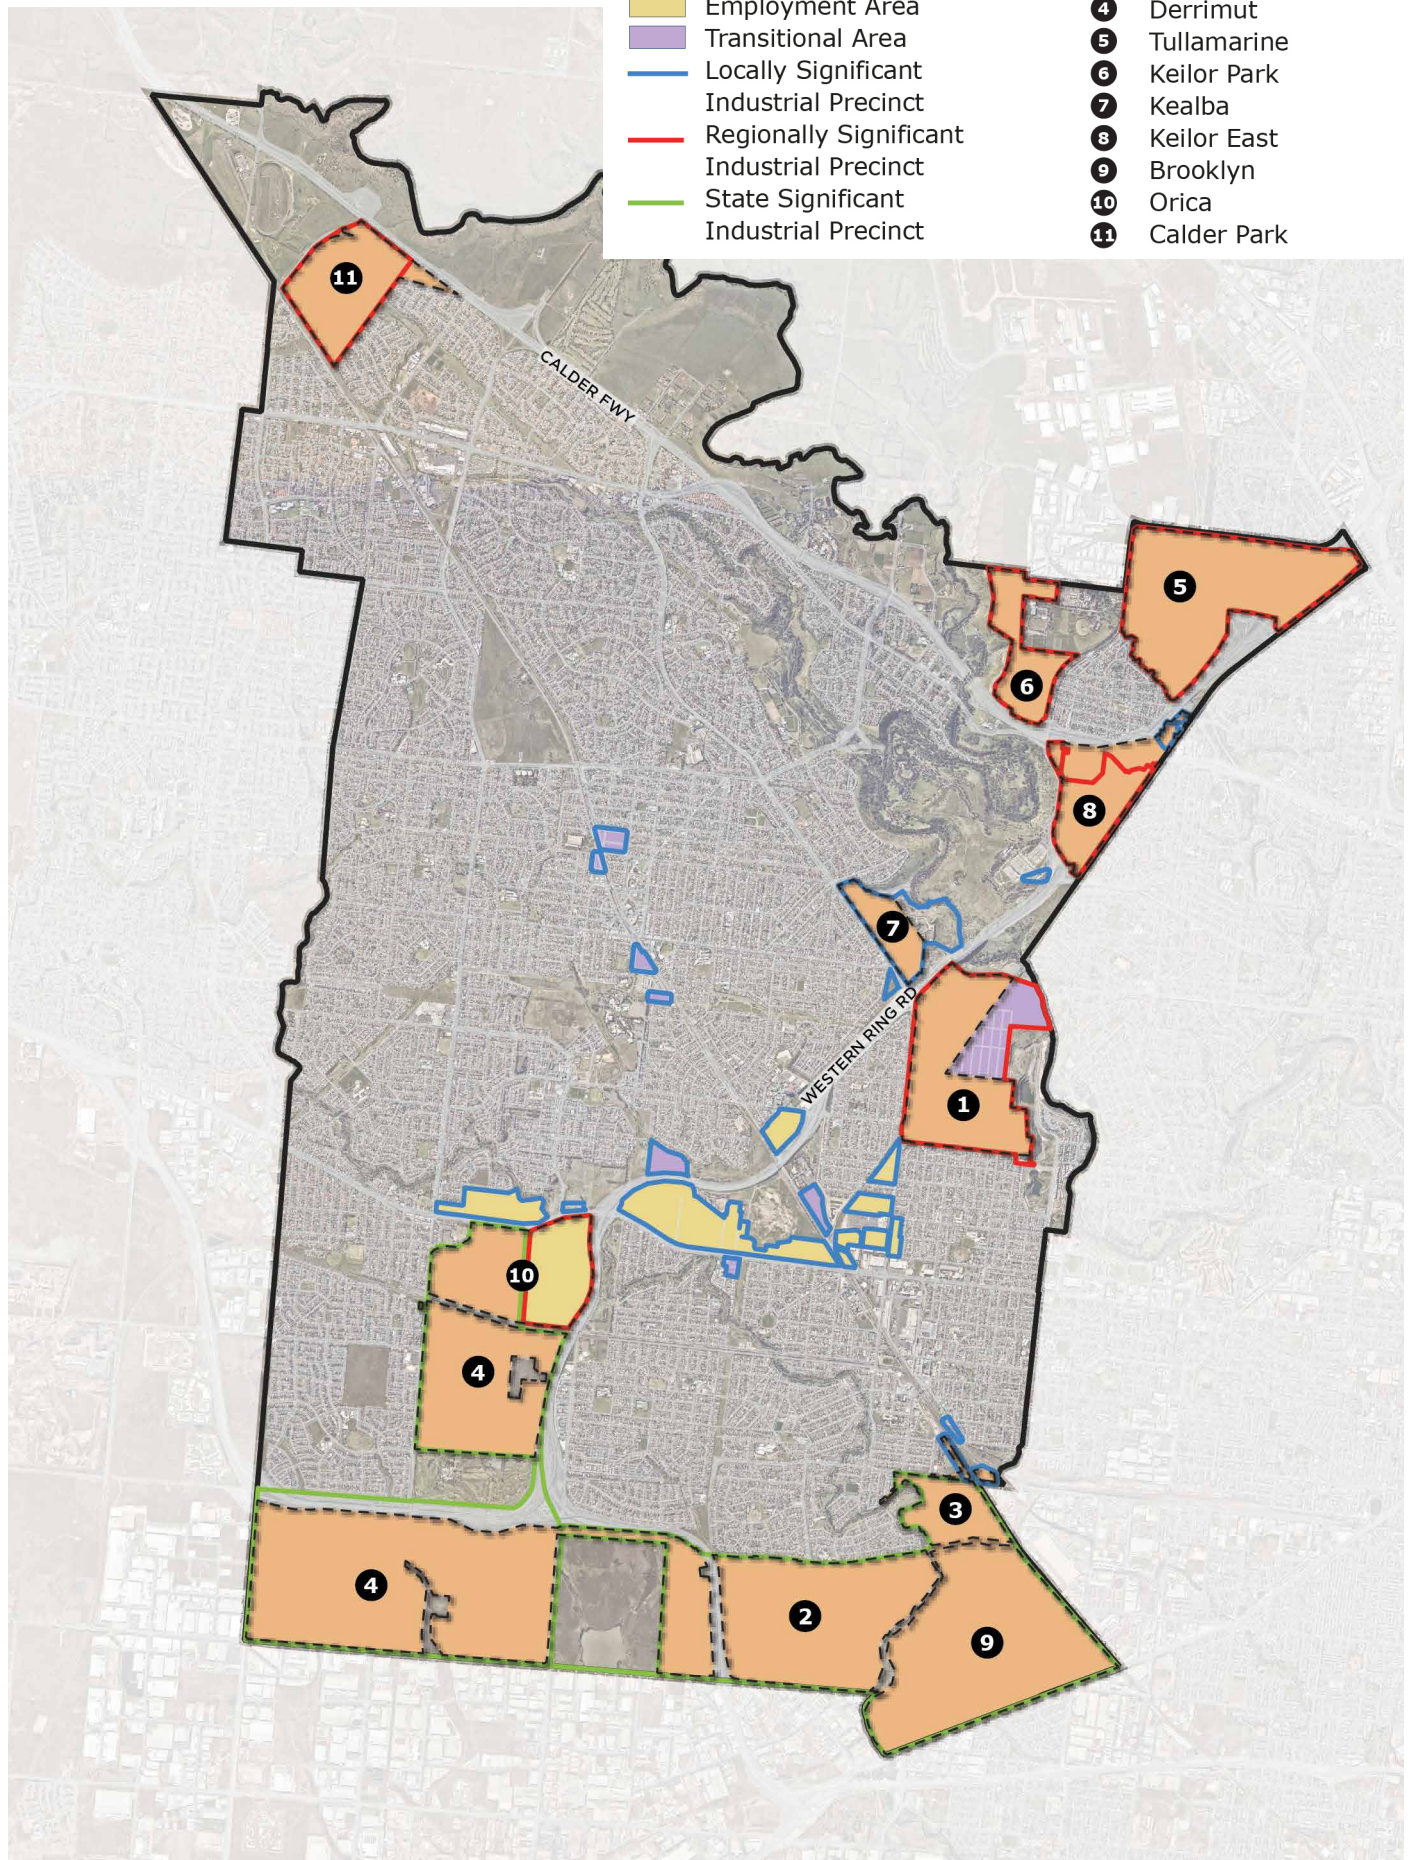 Employment Area
Transitional Area
Locally Significant
Industrial Precinct
Regionally Significant
Industrial Precinct
State Significant
Industrial Precinct
4 Derrimut
5 Tullamarine
6 Keilor Park
7 Kealba
8 Keilor East
9 Brooklyn
10 Orica
11 Calder Park
11
CALDER FWY
5
6
8
7
WESTERN RING RD
1
10
4
3
4
2
9